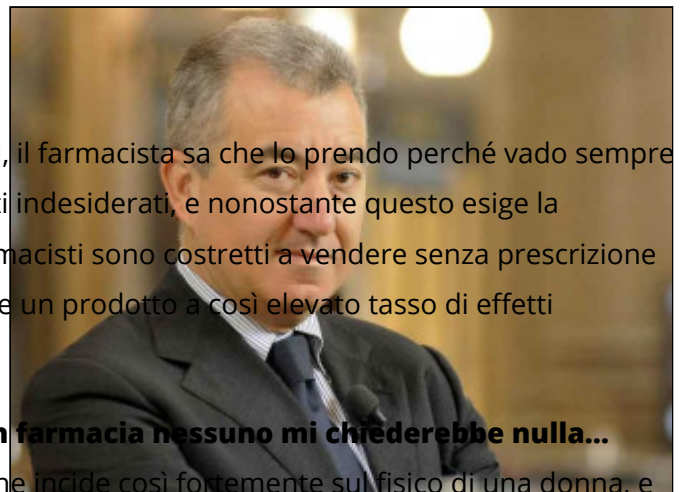 , il farmacista sa che lo prendo perché vado sempre
indesiderati, e nonostante questo esige la
sono costretti a vendere senza prescrizione
e un prodotto a così elevato tasso di effetti
farmacia nessuno mi chiederebbe nulla...
incide così fortemente sul fisico di una donna, e